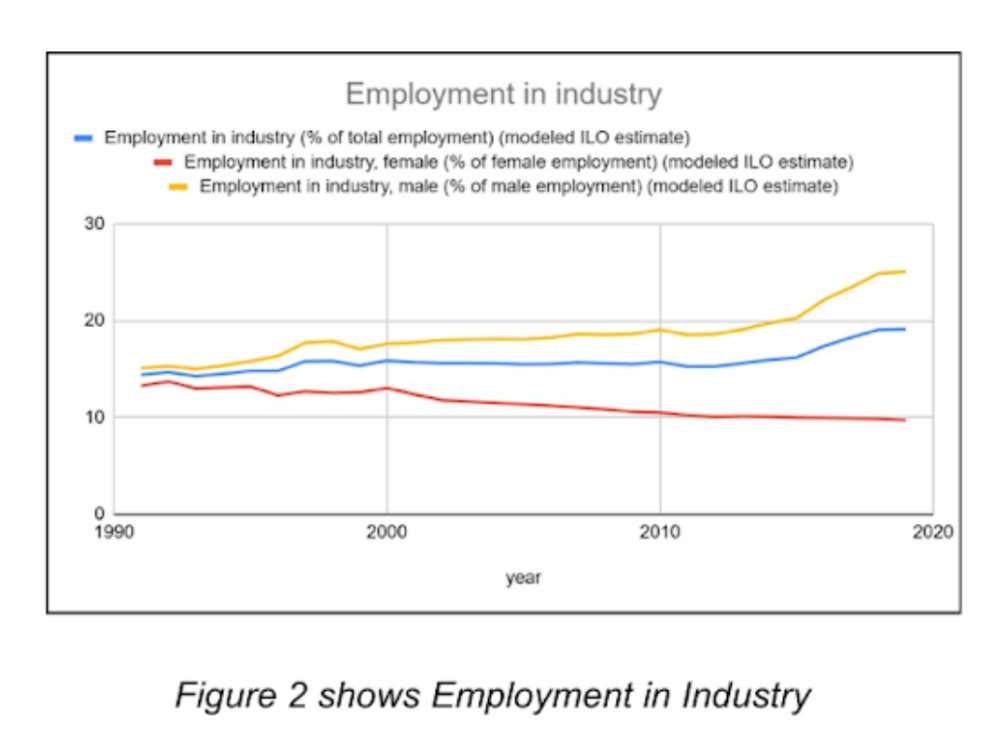 Employment in industry
Employment in industry (% of total employment) (modeled ILO estimate)
Employment in industry, female (% of female employment) (modeled ILO estimate)
Employment in industry, male (% of male employment) (modeled ILO estimate)
30
20
10
0
1990 2000 2010 2020
year
Figure 2 shows Employment in Industry